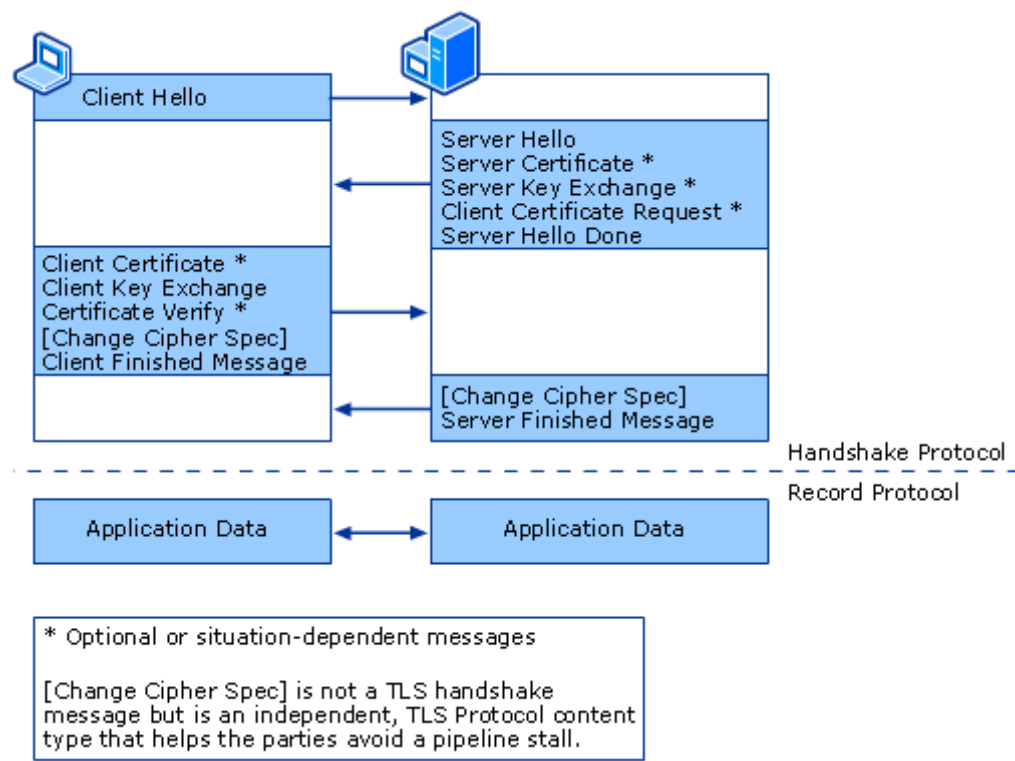 Client Hello
Server Hello
Server Certificate *
Server Key Exchange *
Client Certificate Request *
Server Hello Done
Client Certificate *
Client Key Exchange
Certificate Verify *
[Change Cipher Spec]
Client Finished Message
[Change Cipher Spec]
Server Finished Message
Handshake Protocol
Record Protocol
Application Data
Application Data
* Optional or situation-dependent messages
[Change Cipher Spec] is not a TLS handshake
message but is an independent, TLS Protocol content
type that helps the parties avoid a pipeline stall.